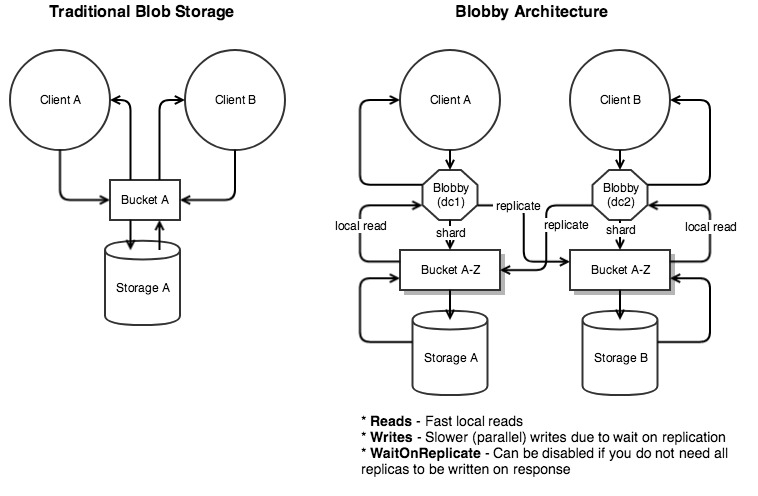 Traditional Blob Storage
Blobby Architecture
Client A
Client B
Bucket A
Storage A
Client A
Client B
Blobby
(dc1)
Blobby
(dc2)
replicate
replicate
local read
shard
shard
local read
Bucket A-Z
Bucket A-Z
Storage A
Storage B
* Reads - Fast local reads
* Writes - Slower (parallel) writes due to wait on replication
* WaitOnReplicate - Can be disabled if you do not need all
replicas to be written on response